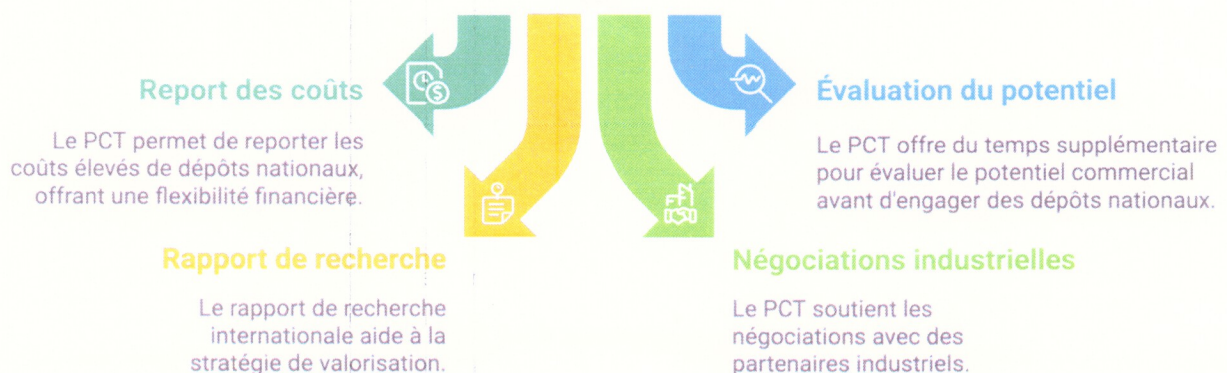 Report des coûts
Le PCT permet de reporter les
coûts élevés de dépôts nationaux,
offrant une flexibilité financière.
Évaluation du potentiel
Le PCT offre du temps supplémentaire
pour évaluer le potentiel commercial
avant d'engager des dépôts nationaux.
Rapport de recherche
Le rapport de recherche
internationale aide à la
stratégie de valorisation.
Négociations industrielles
Le PCT soutient les
négociations avec des
partenaires industriels.